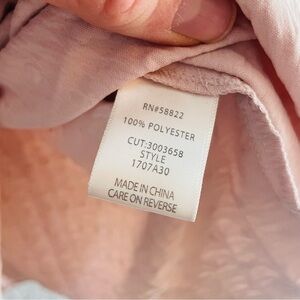 RN#58822
100% POLYESTER
CUT:3003658
STYLE
1707A30
MADE IN CHINA
CARE ON REVERSE